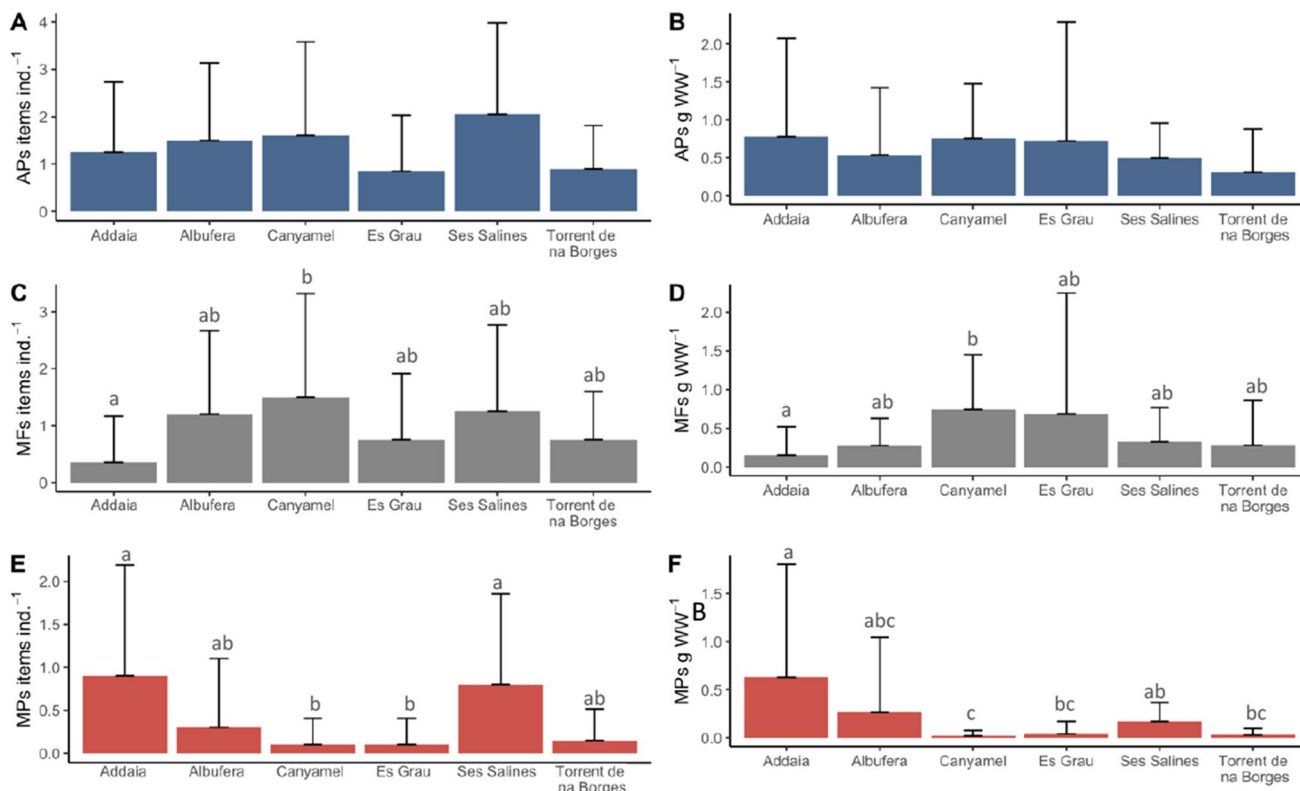 A
APs items ind.⁻¹
4
3
2
1
0
Addaia Albufera Canyamel Es Grau Ses Salines Torrent de
na Borges
B
APs g WW⁻¹
2.0
1.5
1.0
0.5
0.0
Addaia Albufera Canyamel Es Grau Ses Salines Torrent de
na Borges
C
MFs items ind.⁻¹
3
2
1
0
a ab b ab ab ab
Addaia Albufera Canyamel Es Grau Ses Salines Torrent de
na Borges
D
MFs g WW⁻¹
2.0
1.5
1.0
0.5
0.0
a ab b ab ab ab
Addaia Albufera Canyamel Es Grau Ses Salines Torrent de
na Borges
E
MPs items ind.⁻¹
2.0
1.5
1.0
0.5
0.0
a ab b b a ab
Addaia Albufera Canyamel Es Grau Ses Salines Torrent de
na Borges
F
MPs g WW⁻¹
B
1.5
1.0
0.5
0.0
a abc c bc ab bc
Addaia Albufera Canyamel Es Grau Ses Salines Torrent de
na Borges